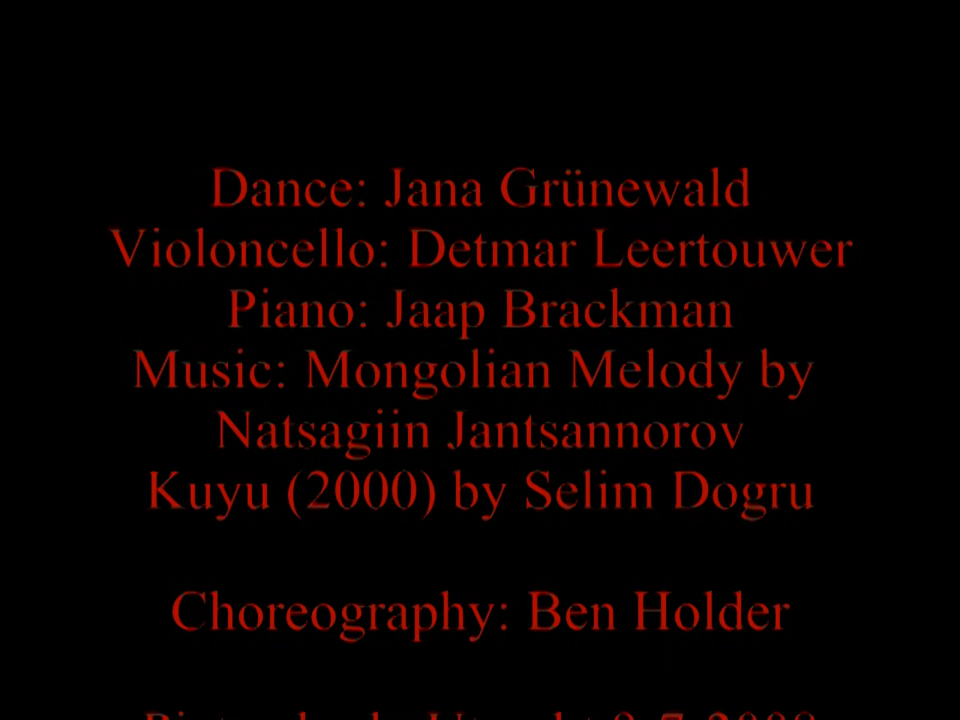 Dance: Jana Grünewald
Violoncello: Detmar Leertouwer
Piano: Jaap Brackman
Music: Mongolian Melody by
Natsagiin Jantsannorov
Kuyu (2000) by Selim Dogru
Choreography: Ben Holder
Utrecht